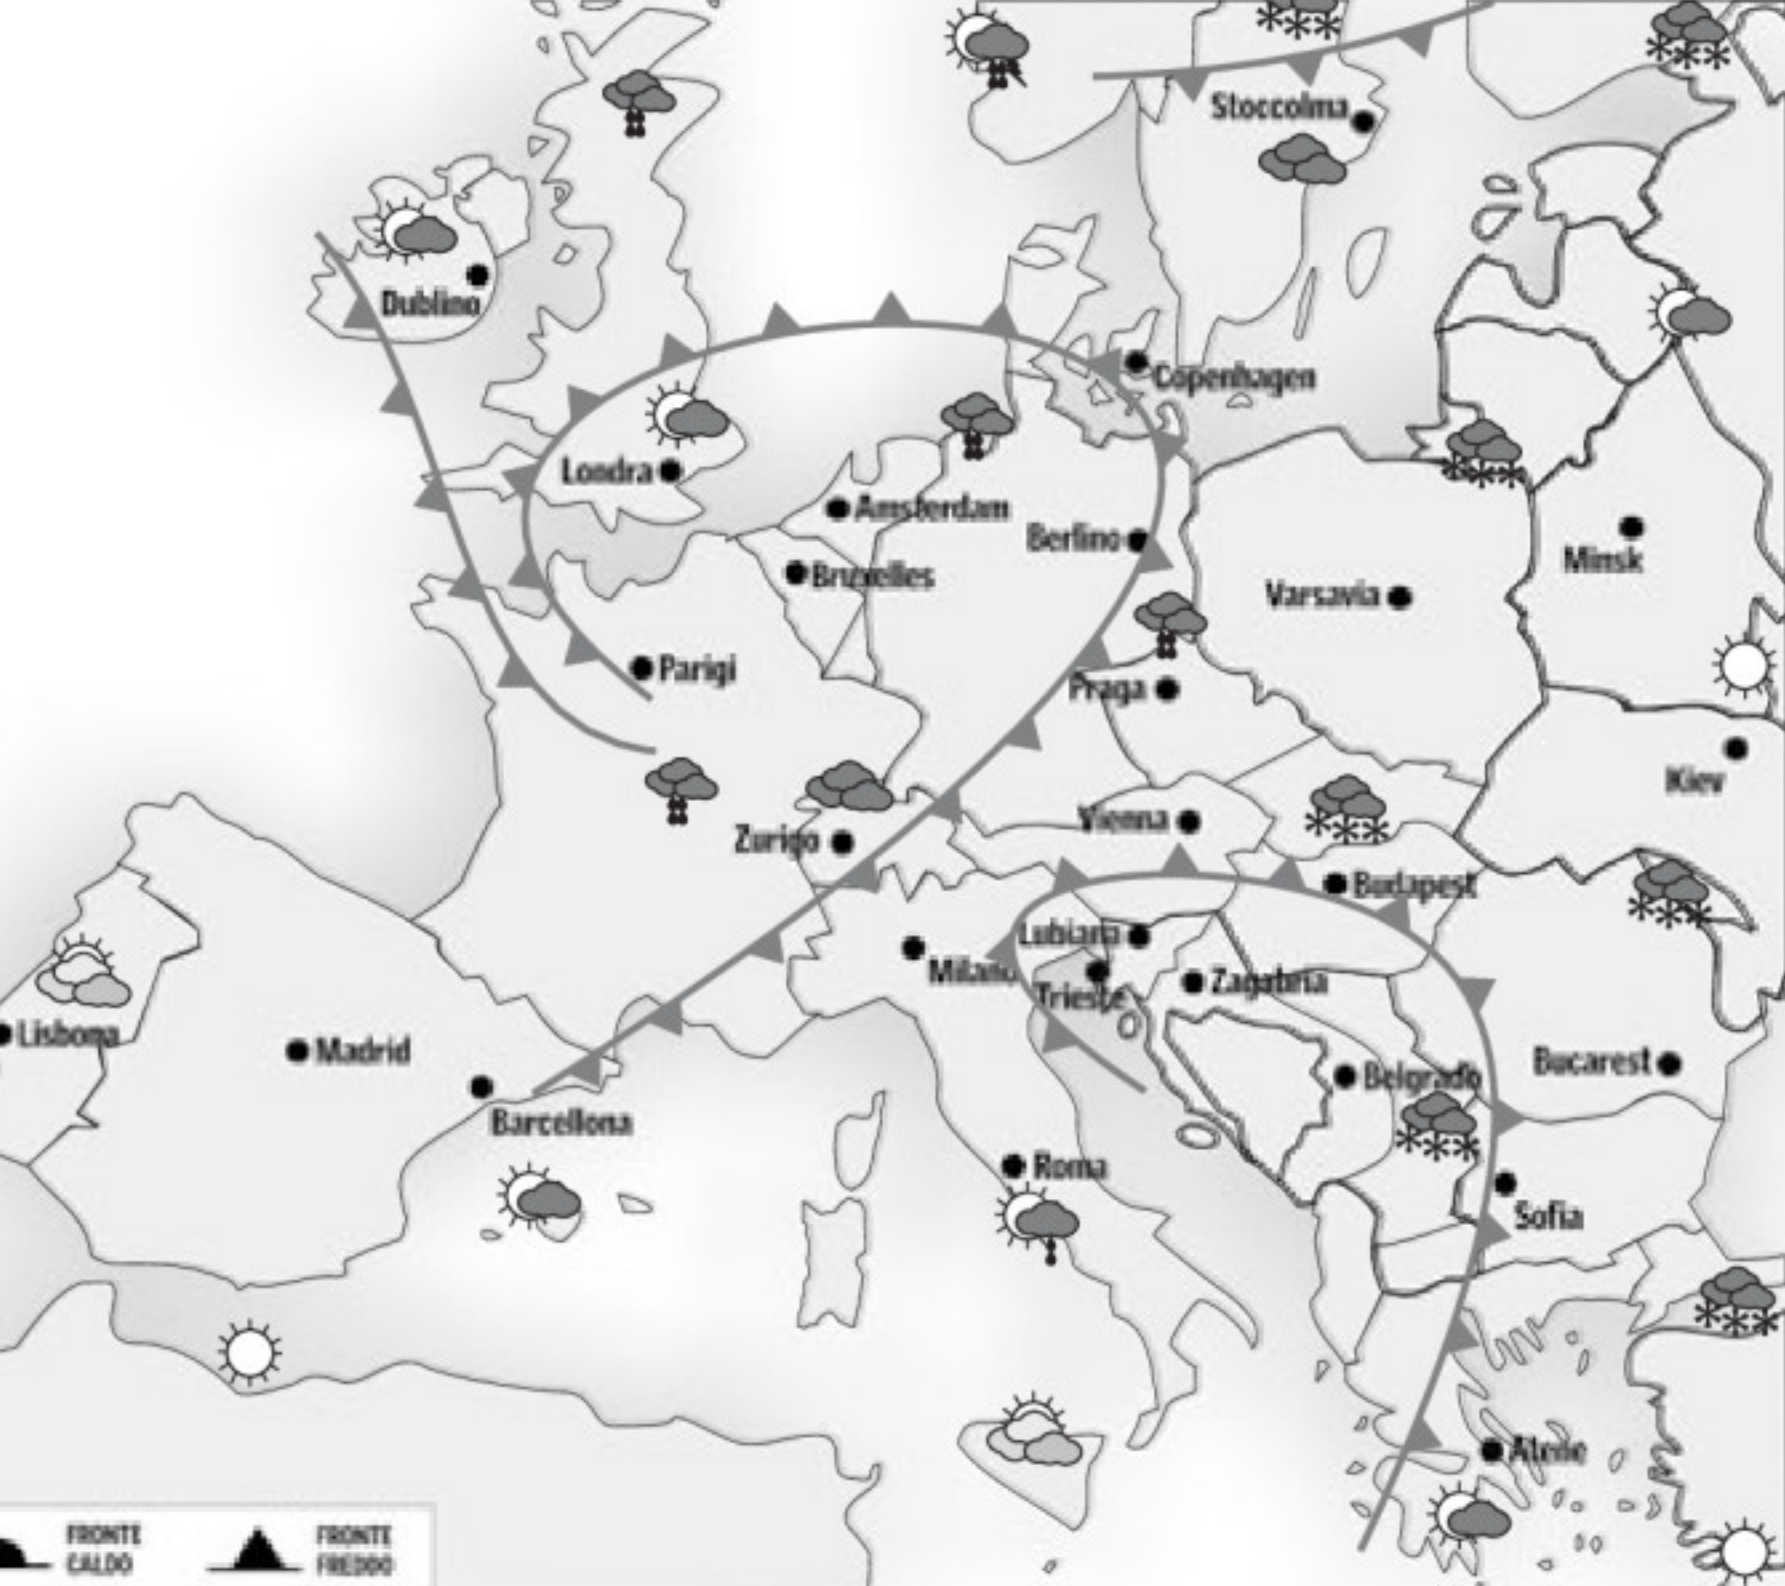 Stoccolma
Dublino
Copenhagen
Londra
Amsterdam
Berlino
Bruxelles
Minsk
Varsavia
Parigi
Praga
Kiev
Vienna
Zurigo
Budapest
Lubiana
Milano
Zagabria
Trieste
Lisbona
Madrid
Bucarest
Belgrado
Barcellona
Roma
Sofia
Atene
FRONTE
CALDO
FRONTE
FREDDO